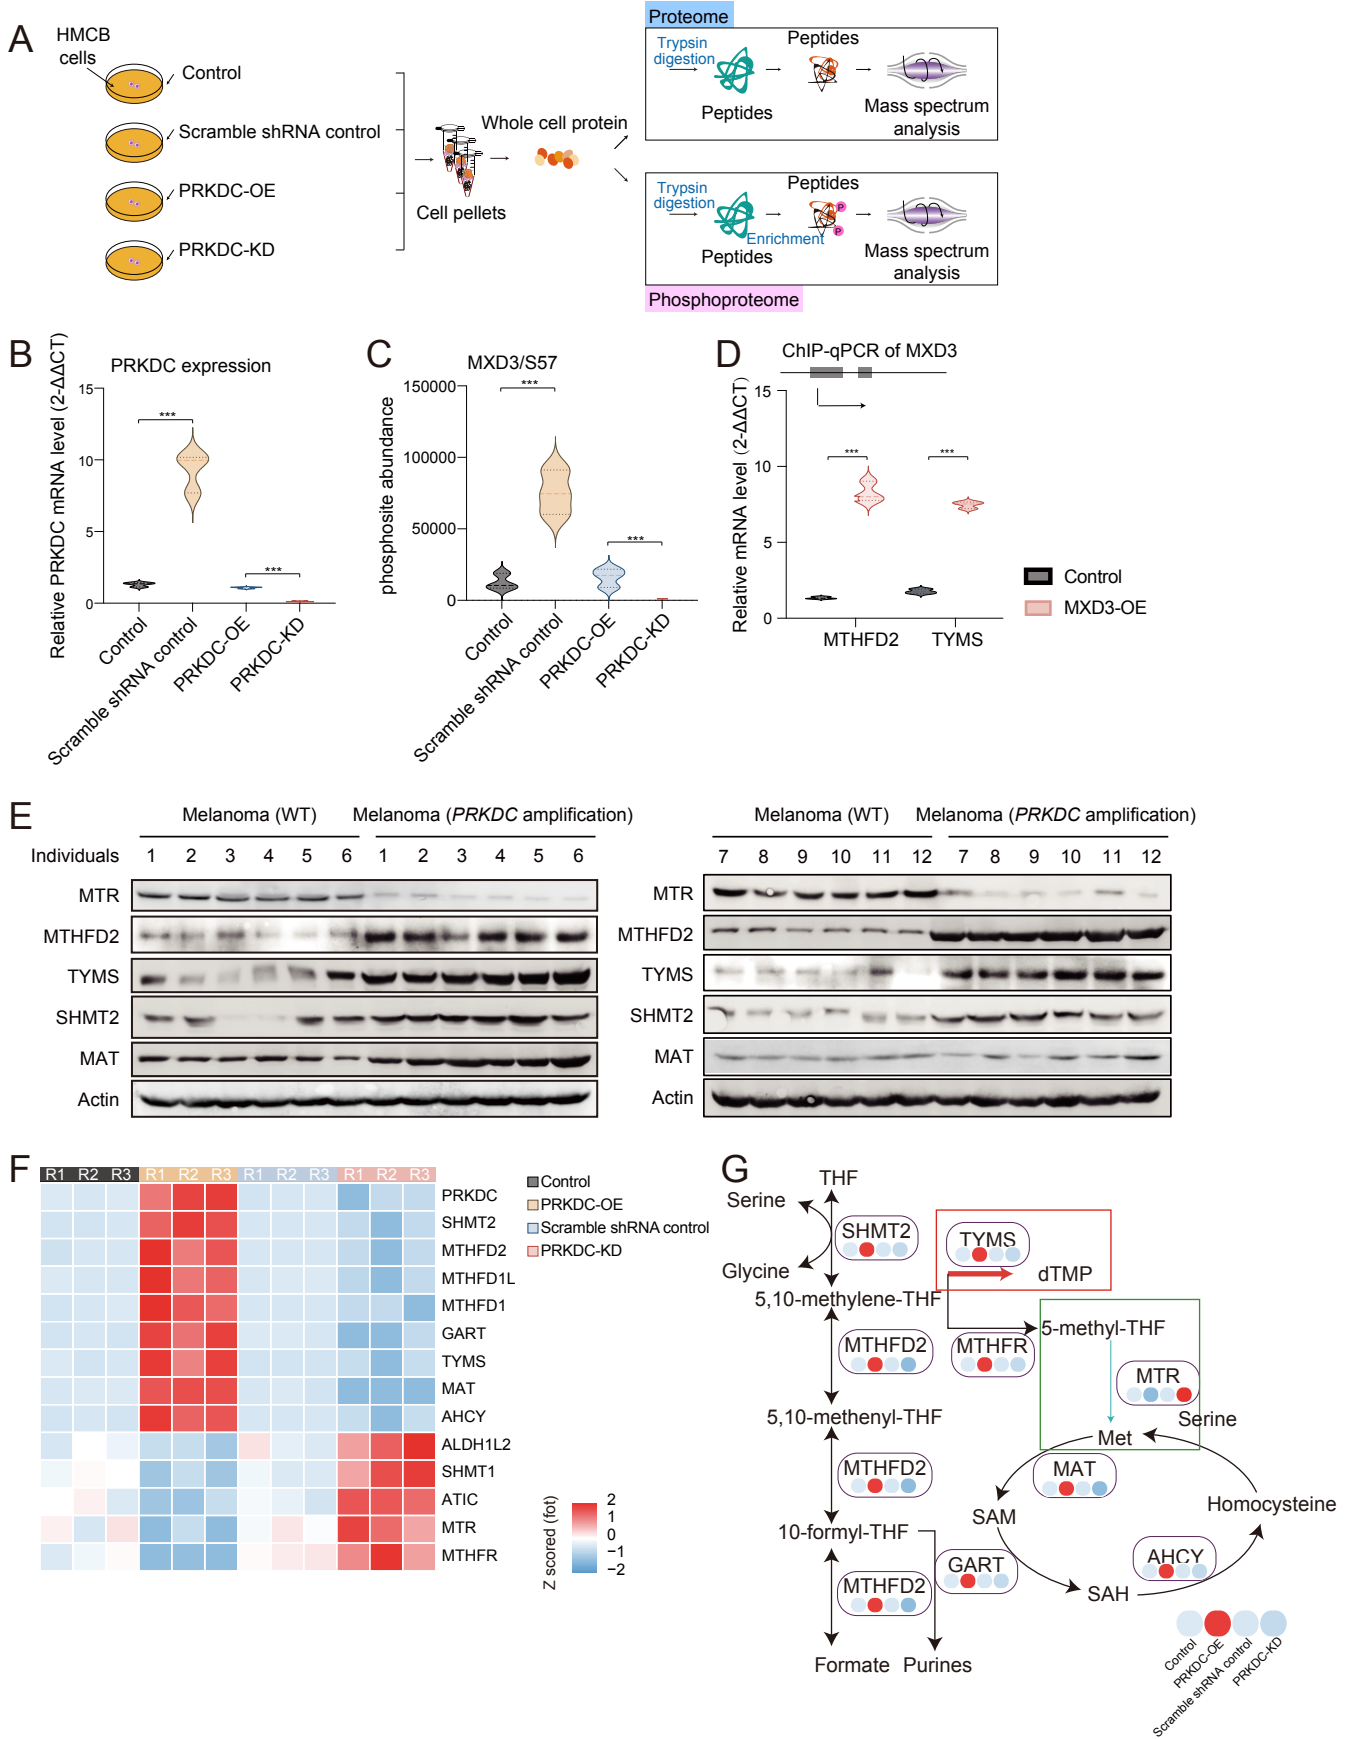 A
HMCB
cells
Control
Scramble shRNA control
PRKDC-OE
PRKDC-KD
Cell pellets
Whole cell protein
Proteome
Trypsin
digestion
Peptides
Peptides
Mass spectrum
analysis
Trypsin
digestion
Peptides
P
P
Enrichment
Peptides
Mass spectrum
analysis
Phosphoproteome
B
PRKDC expression
Relative PRKDC mRNA level (2-ΔΔCT)
15
10
5
0
***
***
Control
Scramble shRNA control
PRKDC-OE
PRKDC-KD
C
MXD3/S57
phosphosite abundance
150000
100000
50000
0
***
***
Control
Scramble shRNA control
PRKDC-OE
PRKDC-KD
D
ChIP-qPCR of MXD3
Relative mRNA level (2-ΔΔCT)
15
10
5
0
***
***
MTHFD2
TYMS
Control
MXD3-OE
E
Melanoma (WT)
Melanoma (PRKDC amplification)
Individuals 1 2 3 4 5 6 1 2 3 4 5 6
MTR
MTHFD2
TYMS
SHMT2
MAT
Actin
Melanoma (WT)
Melanoma (PRKDC amplification)
7 8 9 10 11 12 7 8 9 10 11 12
MTR
MTHFD2
TYMS
SHMT2
MAT
Actin
F
R1 R2 R3 R1 R2 R3 R1 R2 R3 R1 R2 R3
PRKDC
SHMT2
MTHFD2
MTHFD1L
MTHFD1
GART
TYMS
MAT
AHCY
ALDH1L2
SHMT1
ATIC
MTR
MTHFR
Control
PRKDC-OE
Scramble shRNA control
PRKDC-KD
Z scored (fot)
2
1
0
−1
−2
G
THF
Serine
SHMT2
Glycine
5,10-methylene-THF
TYMS
dTMP
MTHFD2
MTHFR
5-methyl-THF
MTR
Serine
5,10-methenyl-THF
Met
MTHFD2
MAT
SAM
Homocysteine
10-formyl-THF
GART
AHCY
MTHFD2
SAH
Formate
Purines
Control
PRKDC-OE
Scramble shRNA control
PRKDC-KD